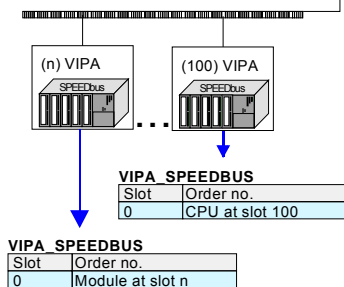 (n) VIPA
(100) VIPA
SPEEDbus
SPEEDbus
...
VIPA_SPEEDBUS
Slot Order no.
0 CPU at slot 100
VIPA_SPEEDBUS
Slot Order no.
0 Module at slot n